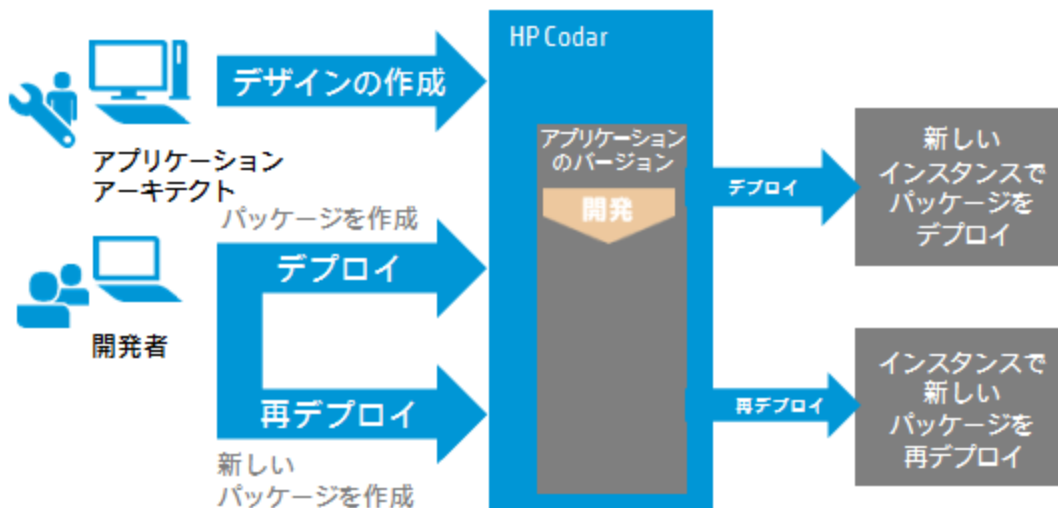 HP Codar
デザインの作成
アプリケーション
アーキテクト
アプリケーション
のバージョン
開発
デプロイ
新しい
インスタンスで
パッケージを
デプロイ
パッケージを作成
デプロイ
開発者
再デプロイ
新しい
パッケージを作成
再デプロイ
インスタンスで
新しい
パッケージを
再デプロイ